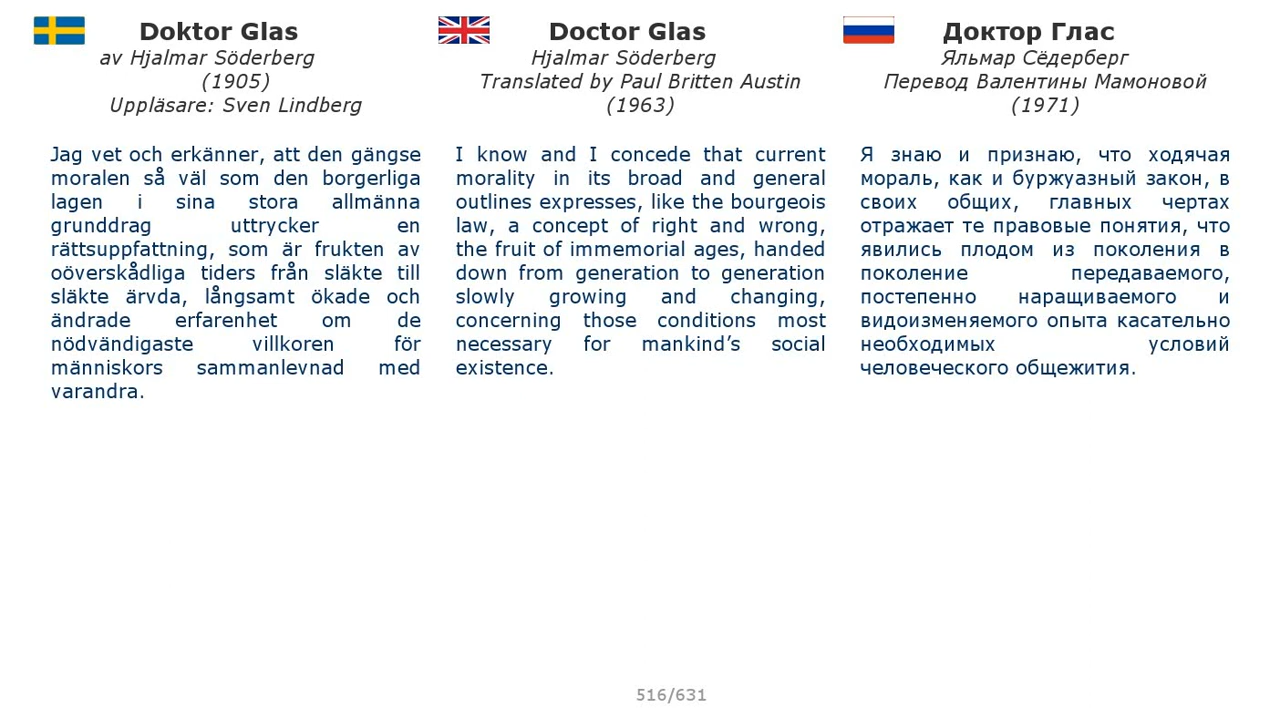 Doktor Glas
av Hjalmar Söderberg
(1905)
Uppläsare: Sven Lindberg
Jag vet och erkänner, att den gängse
moralen så väl som den borgerliga
lagen i sina stora allmänna
grunddrag uttrycker en
rättsuppfattning, som är frukten av
oöverskådliga tiders från släkte till
släkte ärvda, långsamt ökade och
ändrade erfarenhet om de
nödvändigaste villkoren för
människors sammanlevnad med
varandra.
Doctor Glas
Hjalmar Söderberg
Translated by Paul Britten Austin
(1963)
I know and I concede that current
morality in its broad and general
outlines expresses, like the bourgeois
law, a concept of right and wrong,
the fruit of immemorial ages, handed
down from generation to generation
slowly growing and changing,
concerning those conditions most
necessary for mankind’s social
existence.
Доктор Глас
Яльмар Сёдерберг
Перевод Валентины Мамоновой
(1971)
Я знаю и признаю, что ходячая
мораль, как и буржуазный закон, в
своих общих, главных чертах
отражает те правовые понятия, что
явились плодом из поколения в
поколение передаваемого,
постепенно наращиваемого и
видоизменяемого опыта касательно
необходимых условий
человеческого общежития.
516/631